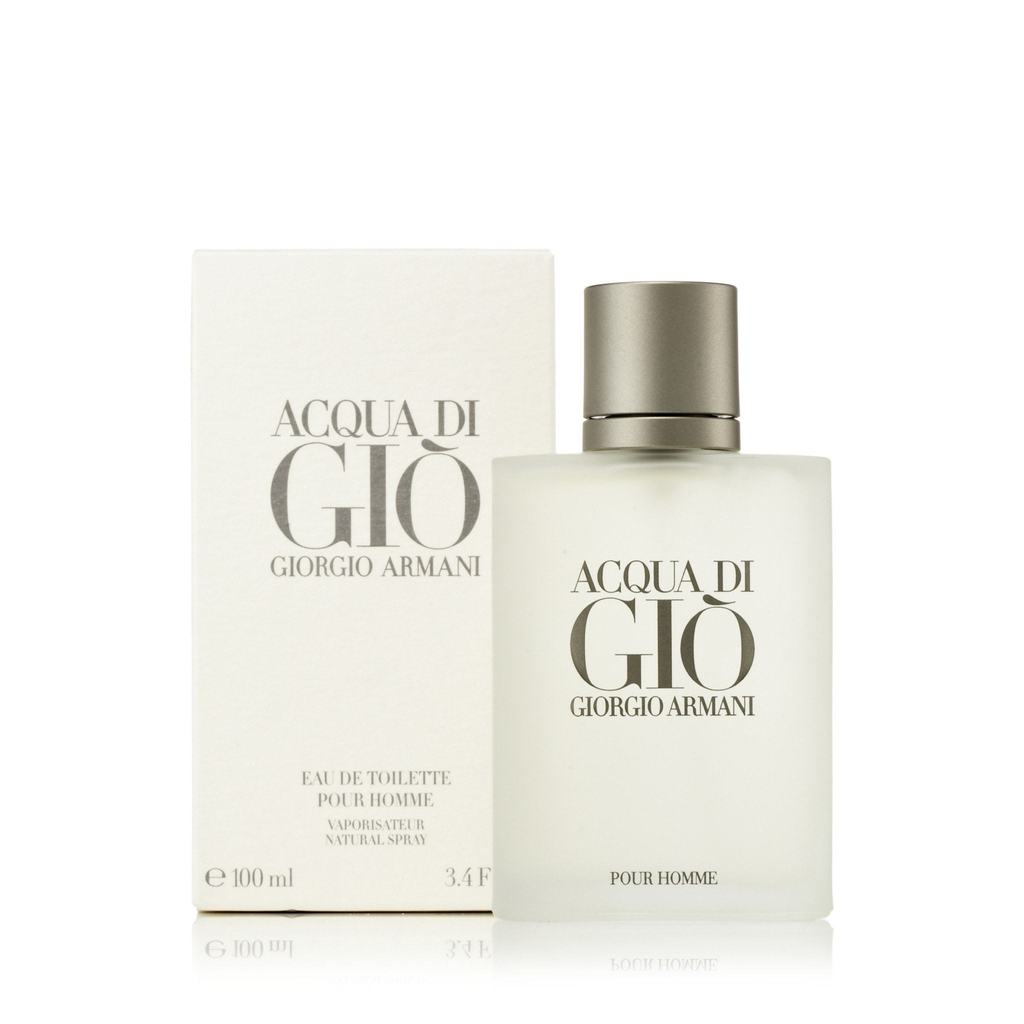 ACQUA DI
GIÒ
GIORGIO ARMANI
EAU DE TOILETTE
POUR HOMME
VAPORISATEUR
NATURAL SPRAY
℮ 100 ml
3.4 F
ACQUA DI
GIÒ
GIORGIO ARMANI
POUR HOMME